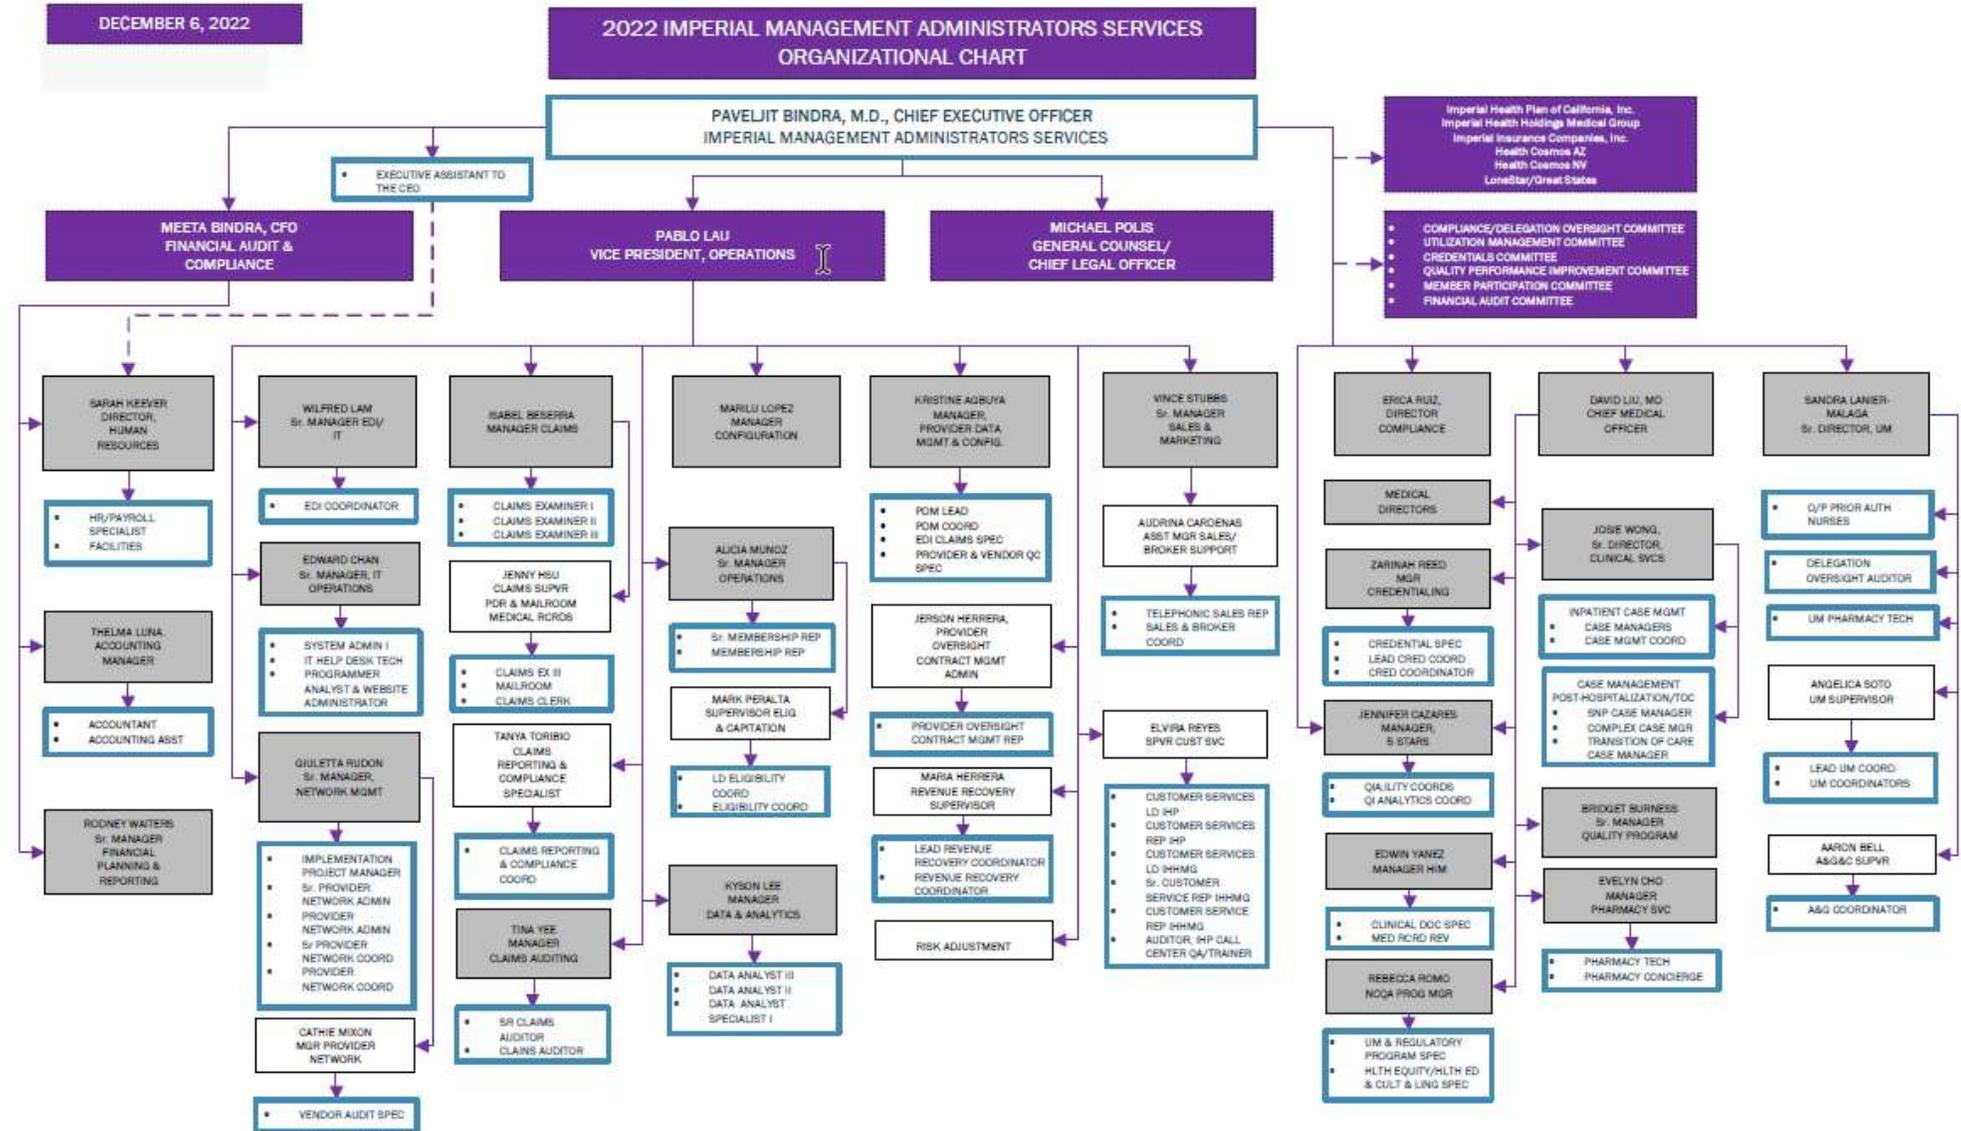 DECEMBER 6, 2022
2022 IMPERIAL MANAGEMENT ADMINISTRATORS SERVICES
ORGANIZATIONAL CHART
PAVELJIT BINDRA, M.D., CHIEF EXECUTIVE OFFICER
IMPERIAL MANAGEMENT ADMINISTRATORS SERVICES
Imperial Health Plan of California, Inc.
Imperial Health Holdings Medical Group
Imperial Insurance Companies, Inc.
Health Cosmos AZ
Health Cosmos NV
LoneStar/Great States
• EXECUTIVE ASSISTANT TO
THE CEO
MEETA BINDRA, CFO
FINANCIAL AUDIT &
COMPLIANCE
PABLO LAU
VICE PRESIDENT, OPERATIONS
MICHAEL POLIS
GENERAL COUNSEL/
CHIEF LEGAL OFFICER
• COMPLIANCE/DELEGATION OVERSIGHT COMMITTEE
• UTILIZATION MANAGEMENT COMMITTEE
• CREDENTIALS COMMITTEE
• QUALITY PERFORMANCE IMPROVEMENT COMMITTEE
• MEMBER PARTICIPATION COMMITTEE
• FINANCIAL AUDIT COMMITTEE
SARAH KEEVER
DIRECTOR,
HUMAN
RESOURCES
• HR/PAYROLL
SPECIALIST
• FACILITIES
THELMA LUNA.
ACCOUNTING
MANAGER
• ACCOUNTANT
• ACCOUNTING ASST
RODNEY WAITERS
Sr. MANAGER
FINANCIAL
PLANNING &
REPORTING
WILFRED LAM
Sr. MANAGER EDI/
IT
• EDI COORDINATOR
EDWARD CHAN
Sr. MANAGER, IT
OPERATIONS
• SYSTEM ADMIN I
• IT HELP DESK TECH
• PROGRAMMER
ANALYST & WEBSITE
ADMINISTRATOR
GIULETTA RUDON
Sr. MANAGER,
NETWORK MGMT
• IMPLEMENTATION
PROJECT MANAGER
• Sr. PROVIDER
NETWORK ADMIN
• PROVIDER
NETWORK ADMIN
• Sr PROVIDER
NETWORK COORD
• PROVIDER
NETWORK COORD
CATHIE MIXON
MGR PROVIDER
NETWORK
• VENDOR AUDIT SPEC
ISABEL BESERRA
MANAGER CLAIMS
• CLAIMS EXAMINER I
• CLAIMS EXAMINER II
• CLAIMS EXAMINER III
JENNY HSU
CLAIMS SUPVR
PDR & MAILROOM
MEDICAL RCRDS
• CLAIMS EX III
• MAILROOM
• CLAIMS CLERK
TANYA TORIBIO
CLAIMS
REPORTING &
COMPLIANCE
SPECIALIST
• CLAIMS REPORTING
& COMPLIANCE
COORD
TINA YEE
MANAGER
CLAIMS AUDITING
• SR CLAIMS
AUDITOR
• CLAINS AUDITOR
MARILU LOPEZ
MANAGER
CONFIGURATION
ALICIA MUNOZ
Sr. MANAGER
OPERATIONS
• Sr. MEMBERSHIP REP
• MEMBERSHIP REP
MARK PERALTA
SUPERVISOR ELIG
& CAPITATION
• LD ELIGIBILITY
COORD
• ELIGIBILITY COORD
KYSON LEE
MANAGER
DATA & ANALYTICS
• DATA ANALYST III
• DATA ANALYST II
• DATA ANALYST
SPECIALIST I
KRISTINE AGBUYA
MANAGER,
PROVIDER DATA
MGMT & CONFIG.
• PDM LEAD
• PDM COORD
• EDI CLAIMS SPEC
• PROVIDER & VENDOR QC
SPEC
JERSON HERRERA,
PROVIDER
OVERSIGHT
CONTRACT MGMT
ADMIN
• PROVIDER OVERSIGHT
CONTRACT MGMT REP
MARIA HERRERA
REVENUE RECOVERY
SUPERVISOR
• LEAD REVENUE
RECOVERY COORDINATOR
• REVENUE RECOVERY
COORDINATOR
RISK ADJUSTMENT
VINCE STUBBS
Sr. MANAGER
SALES &
MARKETING
AUDRINA CARDENAS
ASST MGR SALES/
BROKER SUPPORT
• TELEPHONIC SALES REP
• SALES & BROKER
COORD
ELVIRA REYES
SPVR CUST SVC
• CUSTOMER SERVICES
LD IHP
• CUSTOMER SERVICES
REP IHP
• CUSTOMER SERVICES
LD IHHMG
• Sr. CUSTOMER
SERVICE REP IHHMG
• CUSTOMER SERVICE
REP IHHMG
• AUDITOR, IHP CALL
CENTER QA/TRAINER
ERICA RUIZ,
DIRECTOR
COMPLIANCE
MEDICAL
DIRECTORS
ZARINAH REED
MGR
CREDENTIALING
• CREDENTIAL SPEC
• LEAD CRED COORD
• CRED COORDINATOR
JENNIFER CAZARES
MANAGER,
5 STARS
• QIA;ILITY COORDS
• QI ANALYTICS COORD
EDWIN YANEZ
MANAGER HIM
• CLINICAL DOC SPEC
• MED RCRD REV
REBECCA ROMO
NCQA PROG MGR
• UM & REGULATORY
PROGRAM SPEC
• HLTH EQUITY/HLTH ED
& CULT & LING SPEC
DAVID LIU, MD
CHIEF MEDICAL
OFFICER
JOSIE WONG,
Sr. DIRECTOR,
CLINICAL SVCS
INPATIENT CASE MGMT
• CASE MANAGERS
• CASE MGMT COORD
CASE MANAGEMENT
POST-HOSPITALIZATION/TOC
• SNP CASE MANAGER
• COMPLEX CASE MGR
• TRANSITION OF CARE
CASE MANAGER
BRIDGET BURNESS
Sr. MANAGER
QUALITY PROGRAM
EVELYN CHO
MANAGER
PHARMACY SVC
• PHARMACY TECH
• PHARMACY CONCIERGE
SANDRA LANIER-
MALAGA
Sr. DIRECTOR, UM
• O/P PRIOR AUTH
NURSES
• DELEGATION
OVERSIGHT AUDITOR
• UM PHARMACY TECH
ANGELICA SOTO
UM SUPERVISOR
• LEAD UM COORD
• UM COORDINATORS
AARON BELL
A&G&C SUPVR
• A&G COORDINATOR